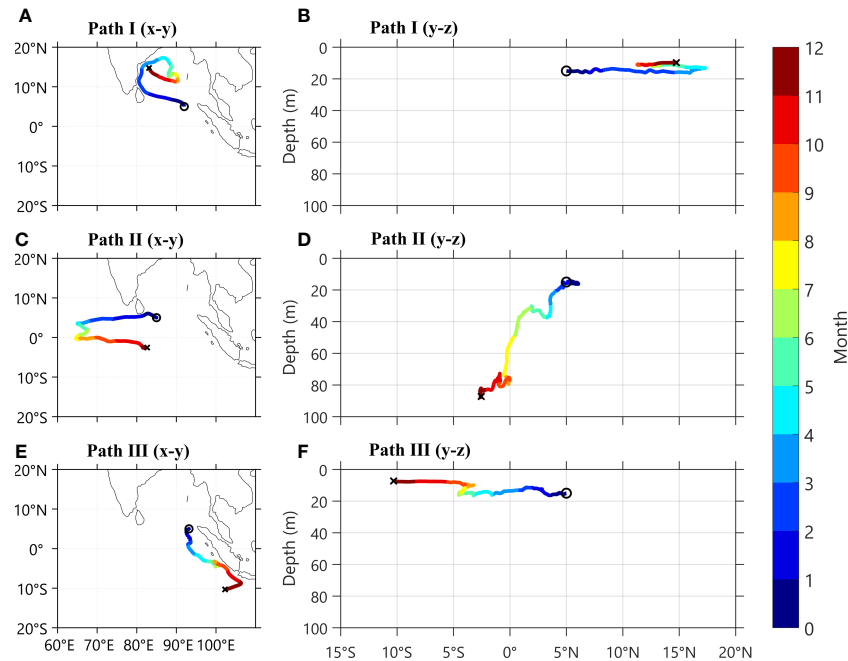 A
Path I (x-y)
20°N
10°N
0°
10°S
20°S
B
Path I (y-z)
0
20
40
60
80
100
Depth (m)
C
Path II (x-y)
20°N
10°N
0°
10°S
20°S
D
Path II (y-z)
0
20
40
60
80
100
Depth (m)
E
Path III (x-y)
20°N
10°N
0°
10°S
20°S
60°E 70°E 80°E 90°E 100°E
F
Path III (y-z)
0
20
40
60
80
100
Depth (m)
15°S 10°S 5°S 0° 5°N 10°N 15°N 20°N
12
11
10
9
8
7
6
5
4
3
2
1
0
Month